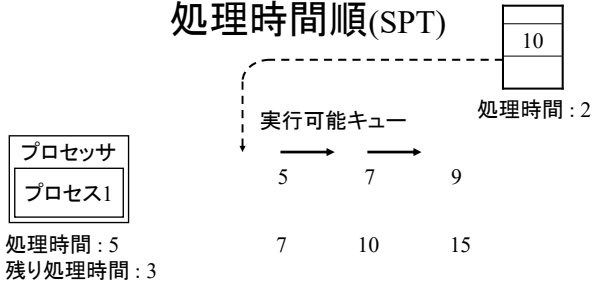 処理時間順(SPT)
10
処理時間 : 2
実行可能キュー
プロセッサ
プロセス1
5 7 9
処理時間 : 5
残り処理時間 : 3
7 10 15